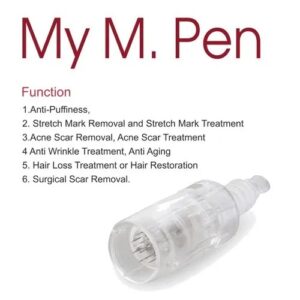 My M. Pen
Function
1.Anti-Puffiness,
2. Stretch Mark Removal and Stretch Mark Treatment
3.Acne Scar Removal, Acne Scar Treatment
4 Anti Wrinkle Treatment, Anti Aging
5. Hair Loss Treatment or Hair Restoration
6. Surgical Scar Removal.